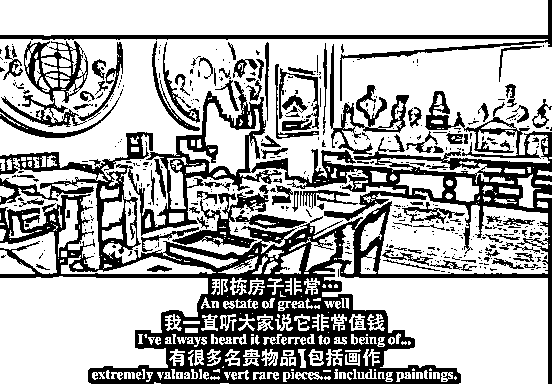 那栋房子非常…
An estate of great... well
我一直听大家说它非常值钱
I've always heard it referred to as being of...
有很多名贵物品 包括画作
extremely valuable... vert rare pieces... including paintings.